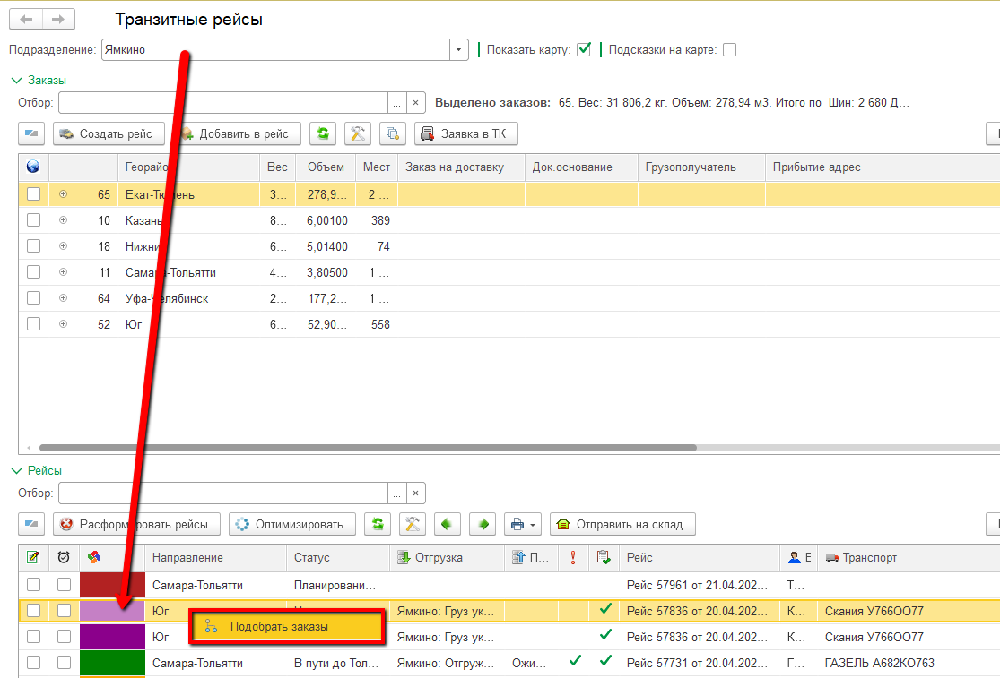 Транзитные рейсы
Подразделение: Ямкино Показать карту: Подсказки на карте:
Заказы
Отбор: ... × Выделено заказов: 65. Вес: 31 806,2 кг. Объем: 278,94 м3. Итого по Шин: 2 680 Д...
Создать рейс Добавить в рейс Заявка в ТК
Георайо Вес Объем Мест Заказ на доставку Док.основание Грузополучатель Прибытие адрес
65 Екат-Тюмень 3... 278,9... 2 ...
10 Казань 8... 6,00100 389
18 Нижни 6... 5,01400 74
11 Самара-Тольятти 4... 3,80500 1 ...
64 Уфа-Челябинск 2... 177,2... 1 ...
52 Юг 6... 52,90... 558
Рейсы
Отбор: ... ×
Расформировать рейсы Оптимизировать Отправить на склад
Направление Статус Отгрузка П... Рейс Е Транспорт
Самара-Тольятти Планировани... Рейс 57961 от 21.04.202... Т...
Юг Ямкино: Груз ук... Рейс 57836 от 20.04.202... К... Скания У766ОО77
Подобрать заказы
Юг Ямкино: Груз ук... Рейс 57836 от 20.04.202... К... Скания У766ОО77
Самара-Тольятти В пути до Тол... Ямкино: Отгруж... Ожи... Рейс 57731 от 20.04.202... Г... ГАЗЕЛЬ А682КО763